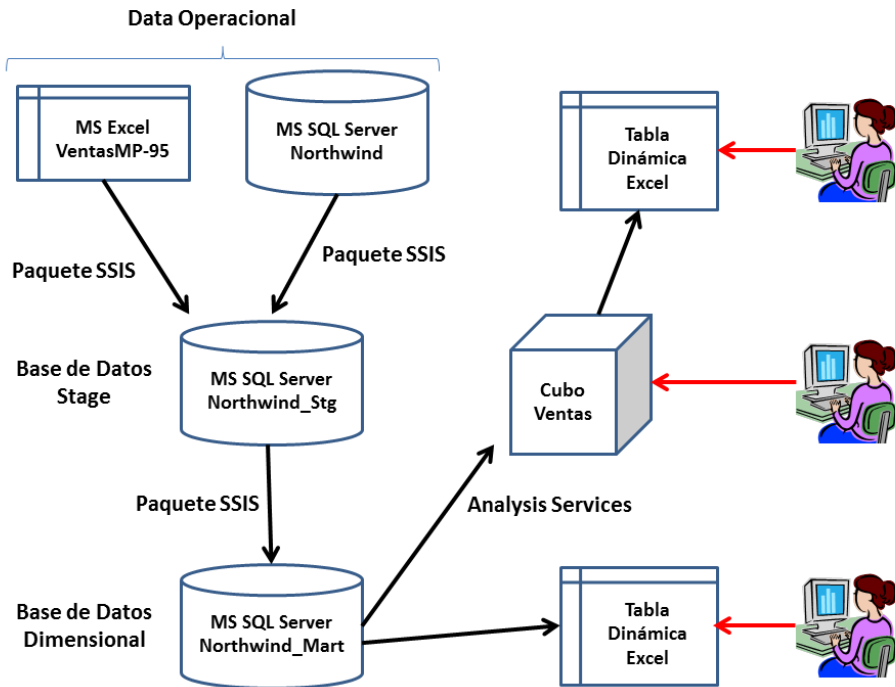 Data Operacional
MS Excel
VentasMP-95
MS SQL Server
Northwind
Tabla
Dinámica
Excel
Paquete SSIS
Paquete SSIS
Base de Datos
Stage
MS SQL Server
Northwind_Stg
Cubo
Ventas
Paquete SSIS
Analysis Services
Base de Datos
Dimensional
MS SQL Server
Northwind_Mart
Tabla
Dinámica
Excel